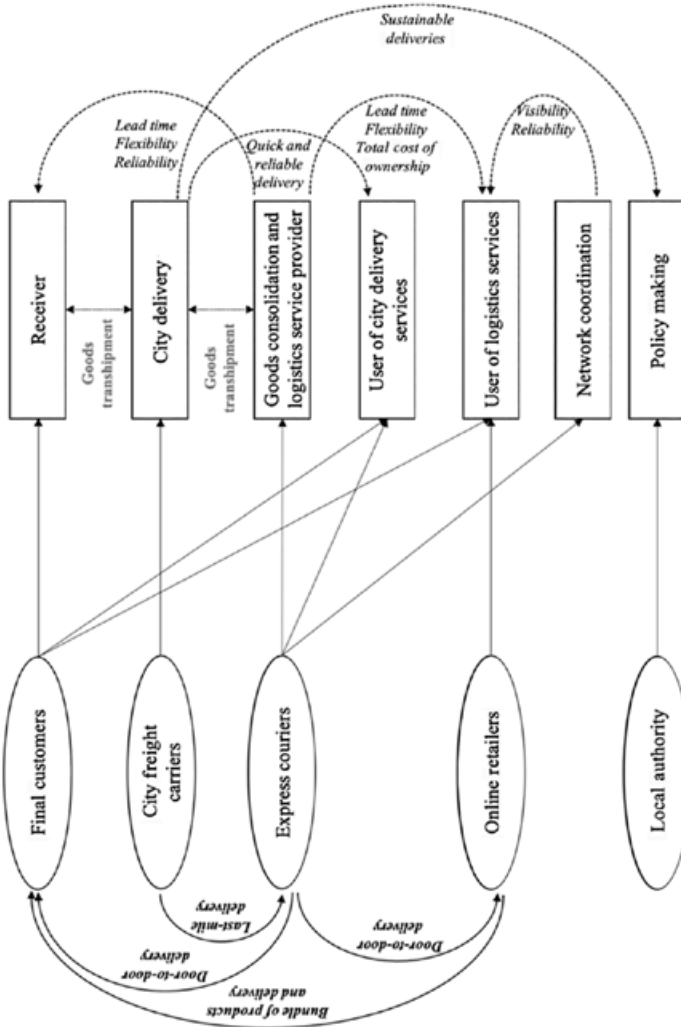 Sustainable
deliveries
Lead time
Flexibility
Reliability
Quick and
reliable
delivery
Lead time
Flexibility
Total cost of
ownership
Visibility
Reliability
Receiver
City delivery
Goods consolidation and
logistics service provider
User of city delivery
services
User of logistics services
Network coordination
Policy making
Goods
transhipment
Goods
transhipment
Final customers
City freight
carriers
Express couriers
Online retailers
Local authority
Last-mile
delivery
Door-to-door
delivery
Door-to-door
delivery
Bundle of products
and delivery